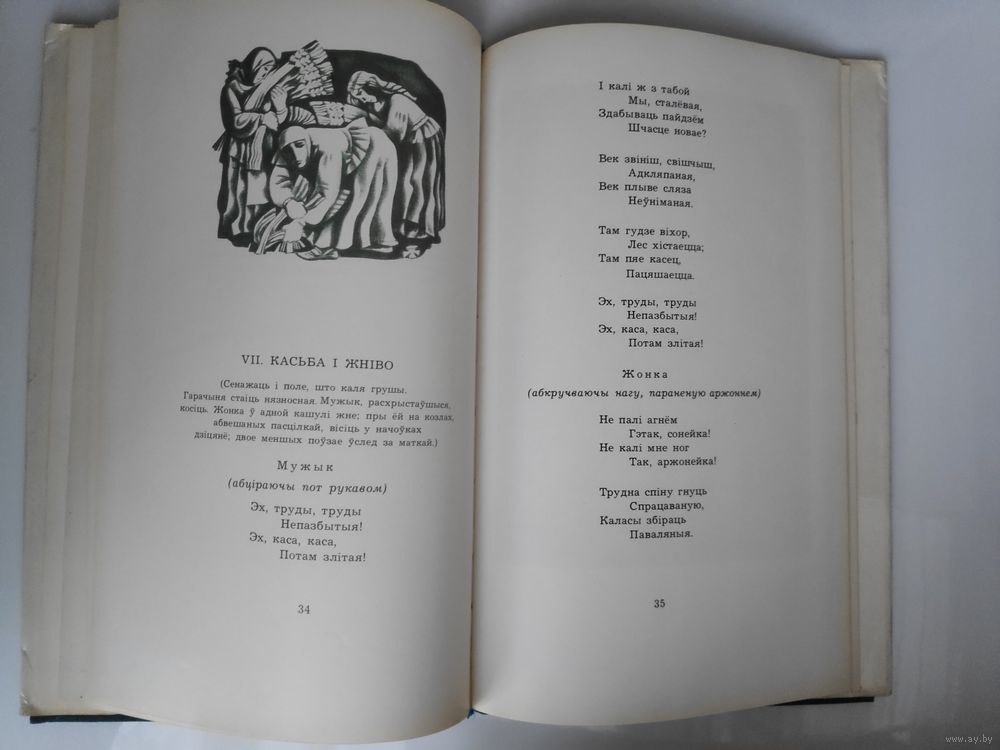 VII. КАСЬБА І ЖНІВО
(Сенажаць і поле, што каля грушы.
Гарачыня стаіць нязносная. Мужык, расхрыстаўшыся,
косіць. Жонка ў адной кашулі жне; пры ёй на козлах,
абвешаных пасцілкай, вісіць у начоўках
дзіцянё; двое меншых поўзае ўслед за маткай.)
Мужык
(абціраючы пот рукавом)
Эх, труды, труды
Непазбытыя!
Эх, каса, каса,
Потам злітая!
34
І калі ж з табой
Мы, сталёвая,
Здабываць пайдзём
Шчасце новае?
Век звініш, свішчыш,
Адкляпаная,
Век плыве сляза
Неўніманая.
Там гудзе віхор,
Лес хістаецца;
Там пяе касец,
Пацяшаецца.
Эх, труды, труды
Непазбытыя!
Эх, каса, каса,
Потам злітая!
Жонка
(абкручваючы нагу, параненую аржоннем)
Не палі агнём
Гэтак, сонейка!
Не калі мне ног
Так, аржонейка!
Трудна спіну гнуць
Спрацаваную,
Каласы збіраць
Паваляныя.
35
www.ay.by